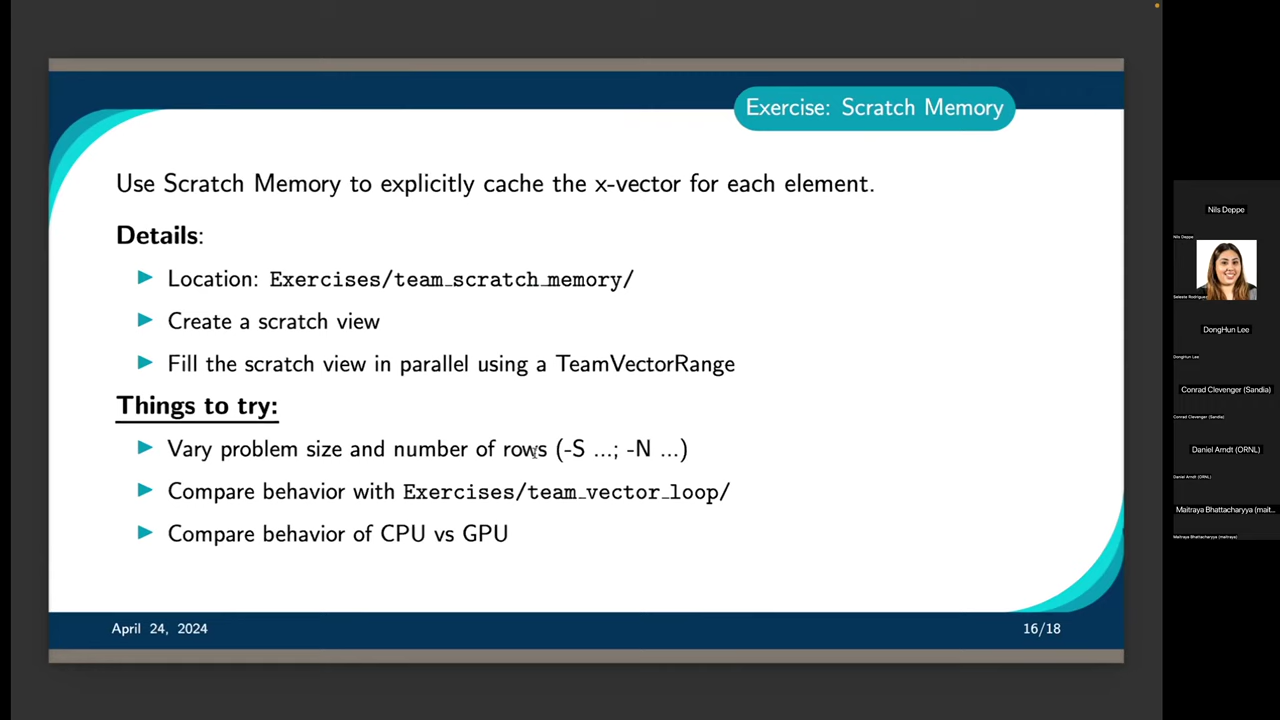 Exercise: Scratch Memory
Use Scratch Memory to explicitly cache the x-vector for each element.
Details:
Location: Exercises/team_scratch_memory/
Create a scratch view
Fill the scratch view in parallel using a TeamVectorRange
Things to try:
Vary problem size and number of rows (-S ...; -N ...)
Compare behavior with Exercises/team_vector_loop/
Compare behavior of CPU vs GPU
April 24, 2024
16/18
Nils Deppe
Nils Deppe
Seleste Rodriguez
DongHun Lee
DongHun Lee
Conrad Clevenger (Sandia)
Conrad Clevenger (Sandia)
Daniel Arndt (ORNL)
Daniel Arndt (ORNL)
Maitraya Bhattacharyya (mait...
Maitraya Bhattacharyya (maitraya)